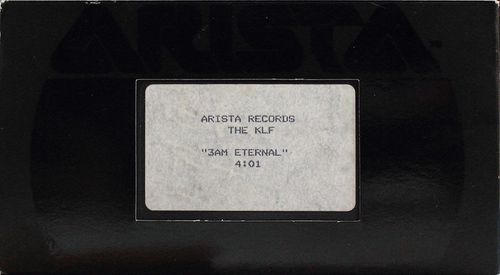 ARISTA
ARISTA RECORDS
THE KLF
"3AM ETERNAL"
4:01